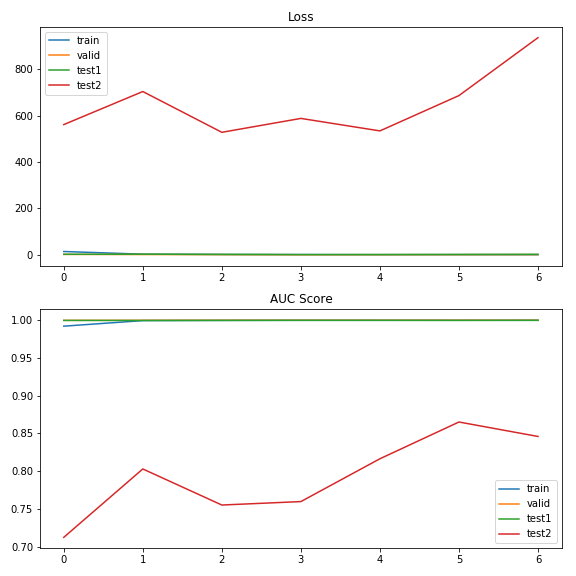 Loss
train
valid
test1
test2
800
600
400
200
0
0 1 2 3 4 5 6
AUC Score
1.00
0.95
0.90
0.85
0.80
0.75
0.70
train
valid
test1
test2
0 1 2 3 4 5 6